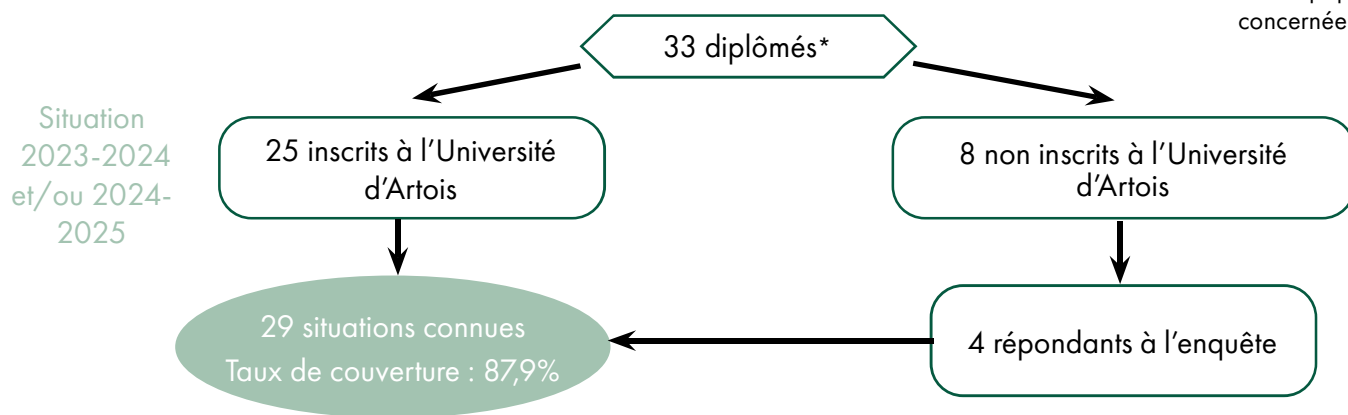 concernée
33 diplômés*
Situation
2023-2024
et/ou 2024-
2025
25 inscrits à l'Université
d'Artois
8 non inscrits à l'Université
d'Artois
29 situations connues
Taux de couverture : 87,9%
4 répondants à l'enquête